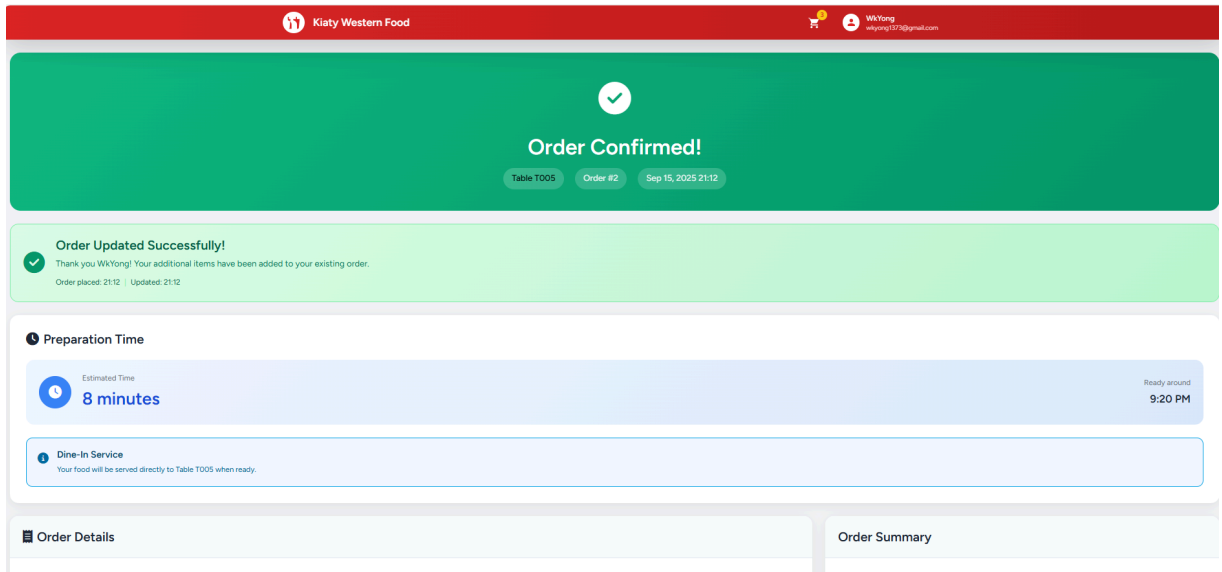 Kiaty Western Food
3
WkYong
wkyong1373@gmail.com
Order Confirmed!
Table T005
Order #2
Sep 15, 2025 21:12
Order Updated Successfully!
Thank you WkYong! Your additional items have been added to your existing order.
Order placed: 21:12 | Updated: 21:12
Preparation Time
Estimated Time
8 minutes
Ready around
9:20 PM
Dine-In Service
Your food will be served directly to Table T005 when ready.
Order Details
Order Summary